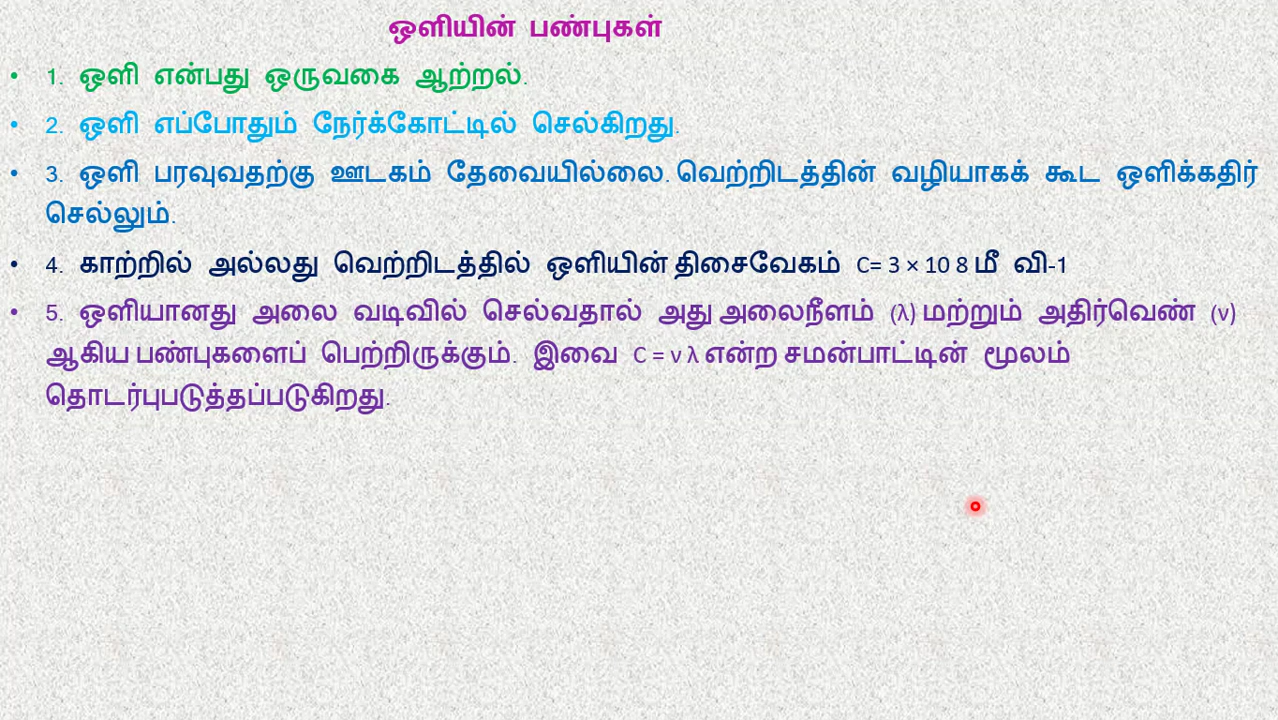 ஒளியின் பண்புகள்
• 1. ஒளி என்பது ஒருவகை ஆற்றல்.
• 2. ஒளி எப்போதும் நேர்க்கோட்டில் செல்கிறது.
• 3. ஒளி பரவுவதற்கு ஊடகம் தேவையில்லை. வெற்றிடத்தின் வழியாகக் கூட ஒளிக்கதிர்
செல்லும்.
• 4. காற்றில் அல்லது வெற்றிடத்தில் ஒளியின் திசைவேகம் C= 3 × 10 8 மீ வி-1
• 5. ஒளியானது அலை வடிவில் செல்வதால் அது அலைநீளம் (λ) மற்றும் அதிர்வெண் (ν)
ஆகிய பண்புகளைப் பெற்றிருக்கும். இவை C = ν λ என்ற சமன்பாட்டின் மூலம்
தொடர்புபடுத்தப்படுகிறது.